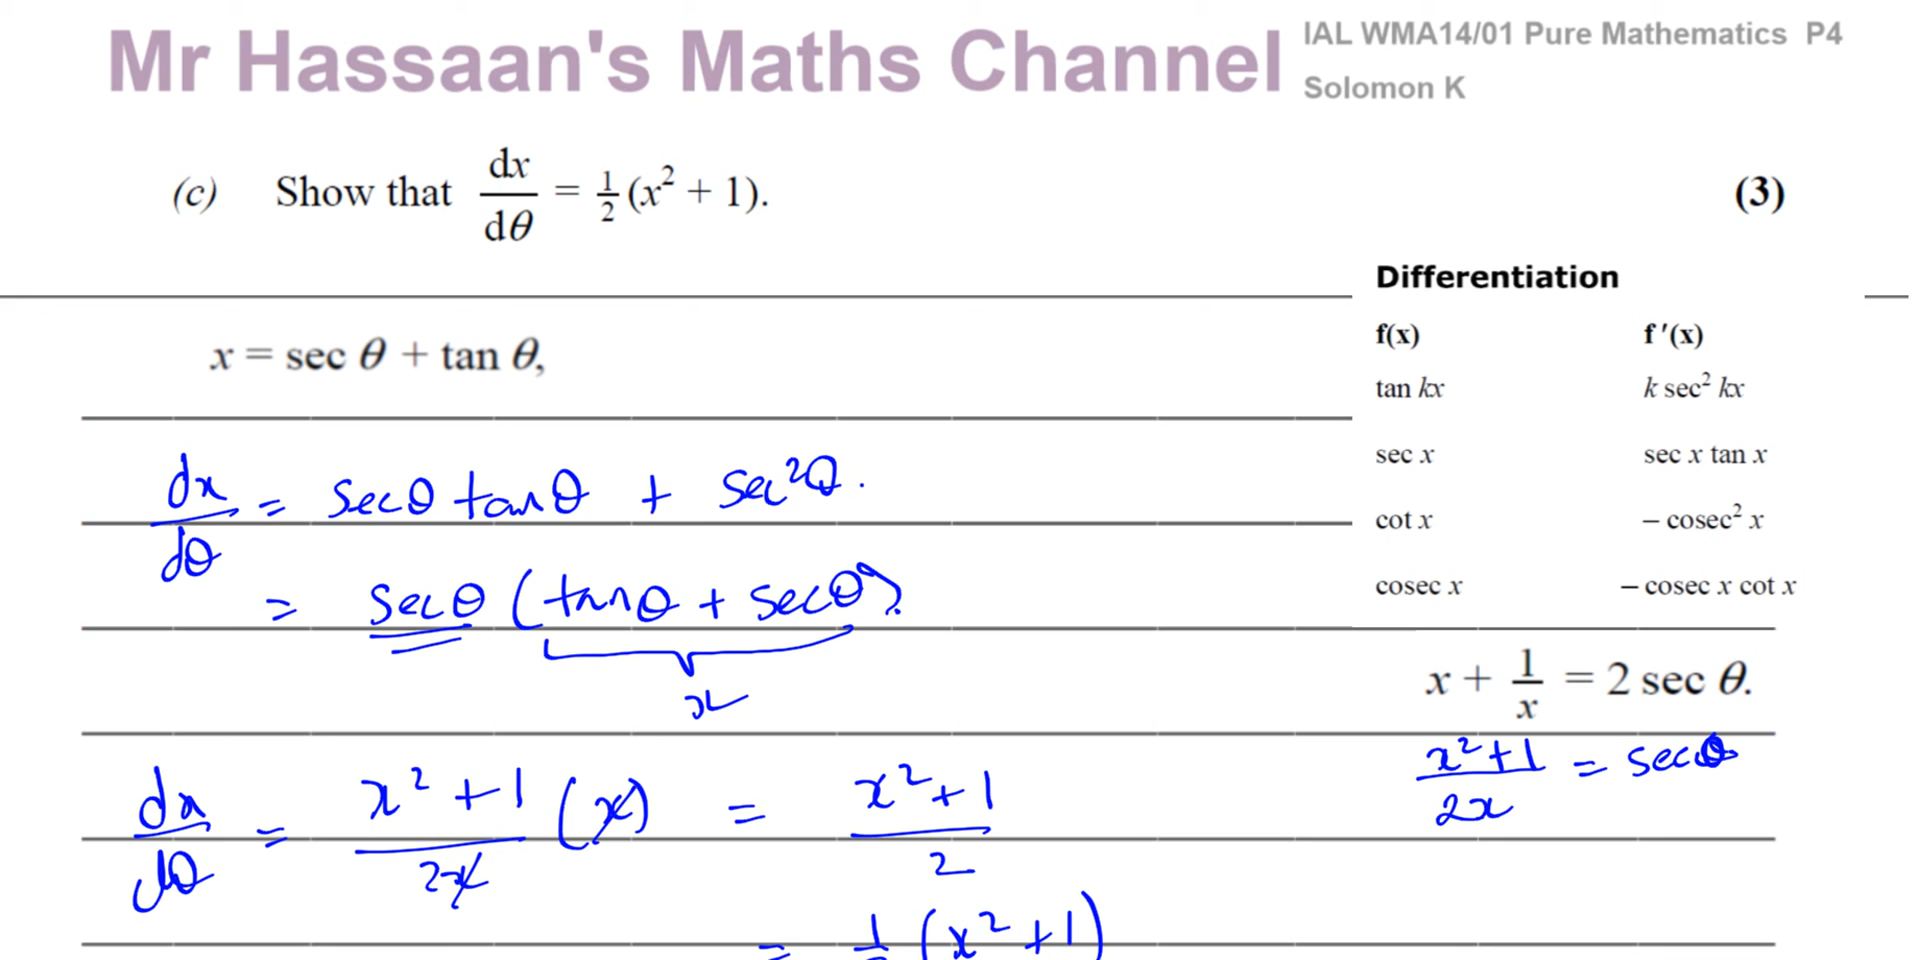 Mr Hassaan's Maths Channel
IAL WMA14/01 Pure Mathematics P4
Solomon K
(c) Show that dx/dθ = 1/2 (x² + 1). (3)
Differentiation
f(x) f ′(x)
tan kx k sec² kx
sec x sec x tan x
cot x – cosec² x
cosec x – cosec x cot x
x = sec θ + tan θ,
dx/dθ = secθ tanθ + sec²θ.
= secθ (tanθ + secθ)
x
x + 1/x = 2 sec θ.
(x²+1)/2x = secθ
dx/dθ = (x²+1)/2x (x) = (x²+1)/2
= 1/2 (x²+1)